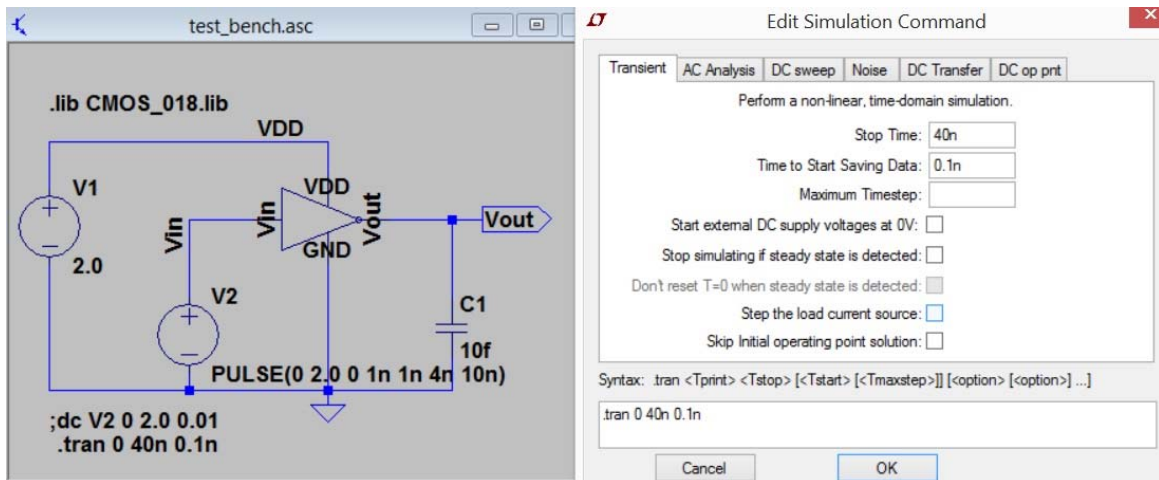 test_bench.asc
.lib CMOS_018.lib
VDD
V1
2.0
Vin
Vin
VDD
GND
Vout
Vout
V2
C1
10f
PULSE(0 2.0 0 1n 1n 4n 10n)
;dc V2 0 2.0 0.01
.tran 0 40n 0.1n
Edit Simulation Command
Transient
AC Analysis
DC sweep
Noise
DC Transfer
DC op pnt
Perform a non-linear, time-domain simulation.
Stop Time: 40n
Time to Start Saving Data: 0.1n
Maximum Timestep:
Start external DC supply voltages at 0V:
Stop simulating if steady state is detected:
Don't reset T=0 when steady state is detected:
Step the load current source:
Skip Initial operating point solution:
Syntax: .tran <Tprint> <Tstop> [<Tstart> [<Tmaxstep>]] [<option> [<option>] ...]
.tran 0 40n 0.1n
Cancel
OK